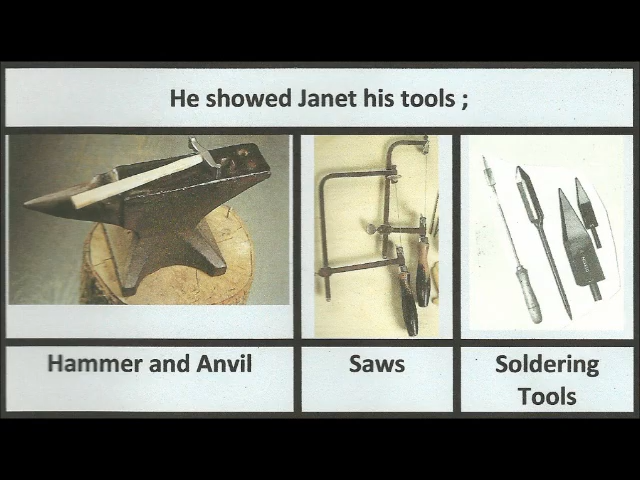 He showed Janet his tools ;
Hammer and Anvil
Saws
Soldering
Tools